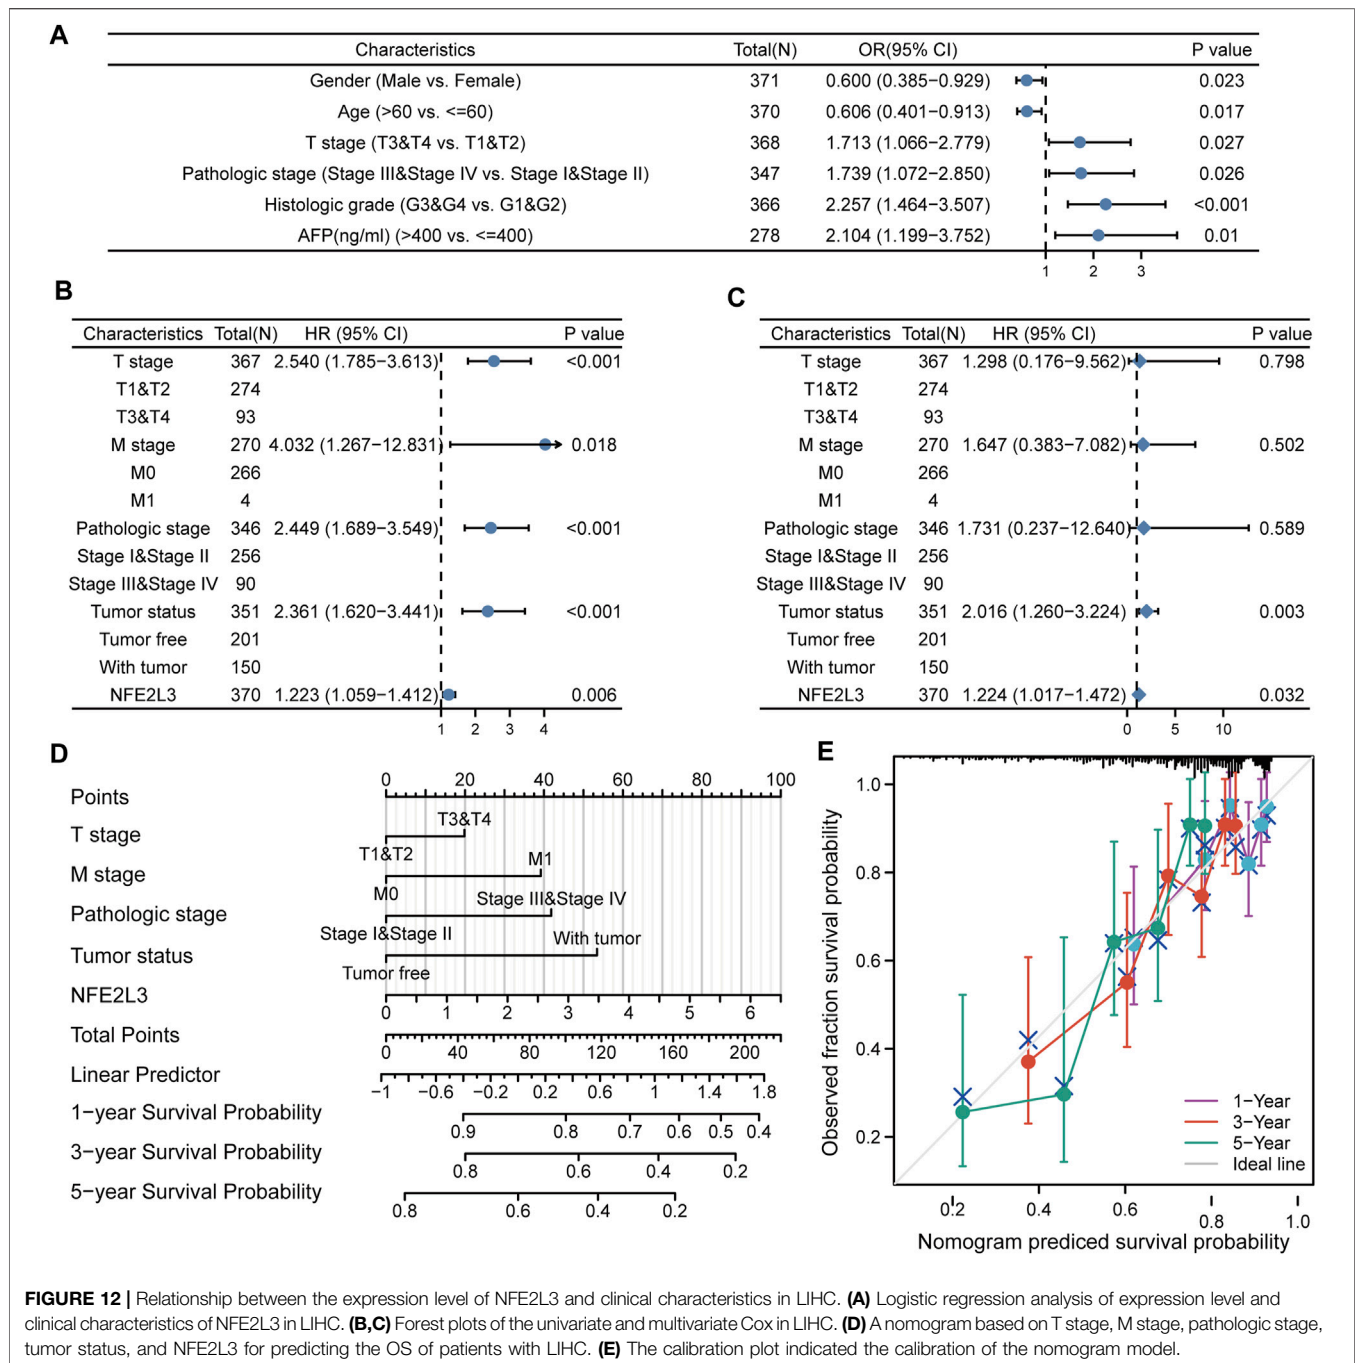 A
Characteristics Total(N) OR(95% CI) P value
Gender (Male vs. Female) 371 0.600 (0.385−0.929) 0.023
Age (>60 vs. <=60) 370 0.606 (0.401−0.913) 0.017
T stage (T3&T4 vs. T1&T2) 368 1.713 (1.066−2.779) 0.027
Pathologic stage (Stage III&Stage IV vs. Stage I&Stage II) 347 1.739 (1.072−2.850) 0.026
Histologic grade (G3&G4 vs. G1&G2) 366 2.257 (1.464−3.507) <0.001
AFP(ng/ml) (>400 vs. <=400) 278 2.104 (1.199−3.752) 0.01
1 2 3
B
Characteristics Total(N) HR (95% CI) P value
T stage 367 2.540 (1.785−3.613) <0.001
T1&T2 274
T3&T4 93
M stage 270 4.032 (1.267−12.831) 0.018
M0 266
M1 4
Pathologic stage 346 2.449 (1.689−3.549) <0.001
Stage I&Stage II 256
Stage III&Stage IV 90
Tumor status 351 2.361 (1.620−3.441) <0.001
Tumor free 201
With tumor 150
NFE2L3 370 1.223 (1.059−1.412) 0.006
1 2 3 4
C
Characteristics Total(N) HR (95% CI) P value
T stage 367 1.298 (0.176−9.562) 0.798
T1&T2 274
T3&T4 93
M stage 270 1.647 (0.383−7.082) 0.502
M0 266
M1 4
Pathologic stage 346 1.731 (0.237−12.640) 0.589
Stage I&Stage II 256
Stage III&Stage IV 90
Tumor status 351 2.016 (1.260−3.224) 0.003
Tumor free 201
With tumor 150
NFE2L3 370 1.224 (1.017−1.472) 0.032
0 5 10
D
0 20 40 60 80 100
Points
T3&T4
T stage
T1&T2
M1
M stage
M0
Stage III&Stage IV
Pathologic stage
Stage I&Stage II
With tumor
Tumor status
Tumor free
NFE2L3
0 1 2 3 4 5 6
Total Points
0 40 80 120 160 200
Linear Predictor
−1 −0.6 −0.2 0.2 0.6 1 1.4 1.8
1−year Survival Probability
0.9 0.8 0.7 0.6 0.5 0.4
3−year Survival Probability
0.8 0.6 0.4 0.2
5−year Survival Probability
0.8 0.6 0.4 0.2
E
Observed fraction survival probability
1.0
0.8
0.6
0.4
0.2
1−Year
3−Year
5−Year
Ideal line
0.2 0.4 0.6 0.8 1.0
Nomogram prediced survival probability
FIGURE 12 | Relationship between the expression level of NFE2L3 and clinical characteristics in LIHC. (A) Logistic regression analysis of expression level and
clinical characteristics of NFE2L3 in LIHC. (B,C) Forest plots of the univariate and multivariate Cox in LIHC. (D) A nomogram based on T stage, M stage, pathologic stage,
tumor status, and NFE2L3 for predicting the OS of patients with LIHC. (E) The calibration plot indicated the calibration of the nomogram model.